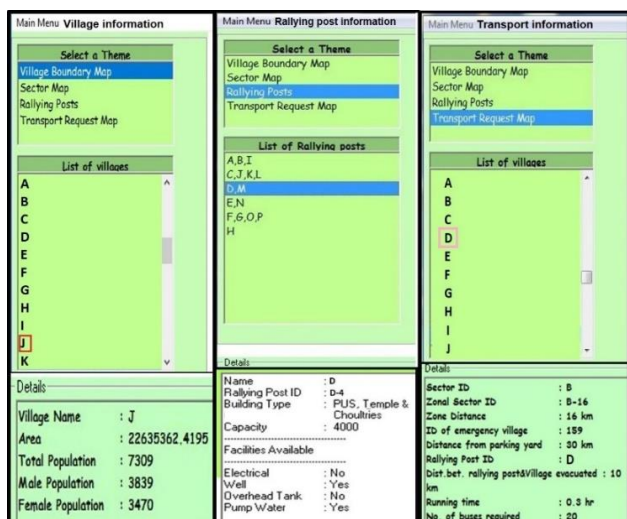 Main Menu Village information
Select a Theme
Village Boundary Map
Sector Map
Rallying Posts
Transport Request Map
List of villages
A
B
C
D
E
F
G
H
I
J
K
Details
Village Name : J
Area : 22635362.4195
Total Population : 7309
Male Population : 3839
Female Population : 3470
Main Menu Rallying post information
Select a Theme
Village Boundary Map
Sector Map
Rallying Posts
Transport Request Map
List of Rallying posts
A,B,I
C,J,K,L
D,M
E,N
F,G,O,P
H
Details
Name : D
Rallying Post ID : D-4
Building Type : PUS, Temple &
Choultries
Capacity : 4000
Facilities Available
Electrical : No
Well : Yes
Overhead Tank : No
Pump Water : Yes
Main Menu Transport information
Select a Theme
Village Boundary Map
Sector Map
Rallying Posts
Transport Request Map
List of villages
A
B
C
D
E
F
G
H
I
J
Details
Sector ID : B
Zonal Sector ID : B-16
Zone Distance : 16 km
ID of emergency village : 159
Distance from parking yard : 30 km
Rallying Post ID : D
Dist.bet. rallying post&Village evacuated : 10
km
Running time : 0.3 hr
No. of buses required : 20